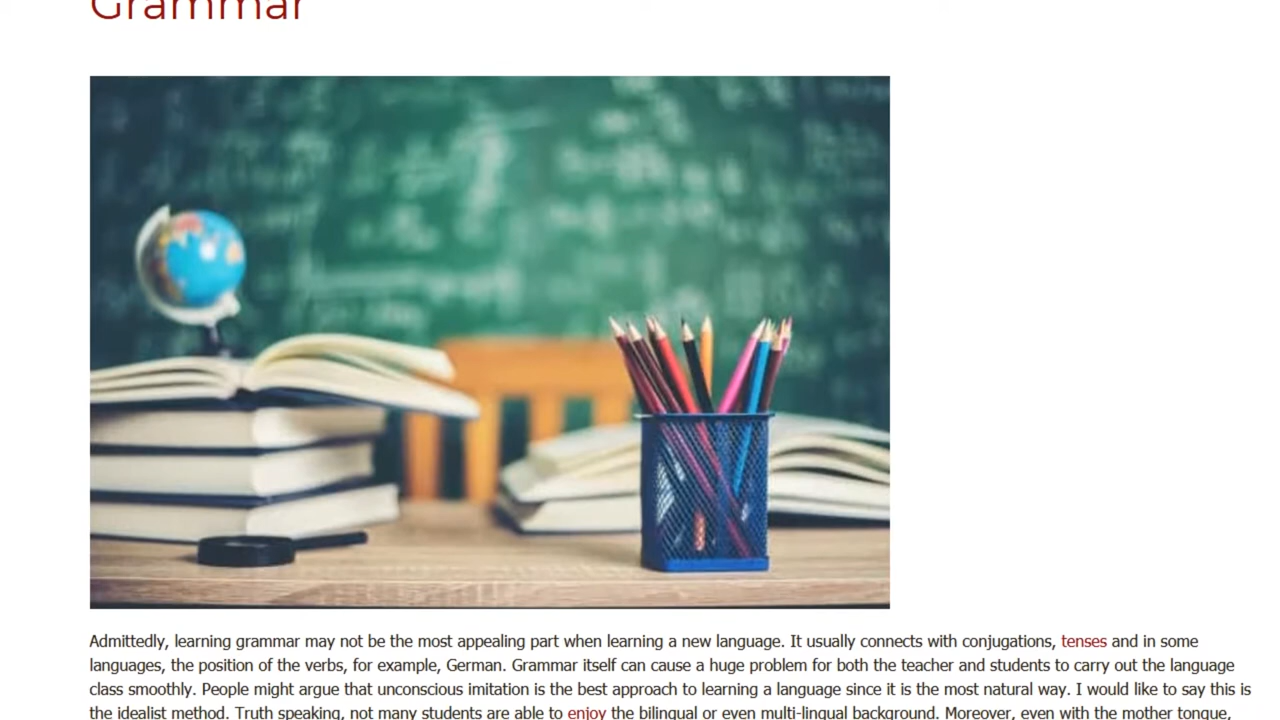 Grammar
Admittedly, learning grammar may not be the most appealing part when learning a new language. It usually connects with conjugations, tenses and in some
languages, the position of the verbs, for example, German. Grammar itself can cause a huge problem for both the teacher and students to carry out the language
class smoothly. People might argue that unconscious imitation is the best approach to learning a language since it is the most natural way. I would like to say this is
the idealist method. Truth speaking, not many students are able to enjoy the bilingual or even multi-lingual background. Moreover, even with the mother tongue,